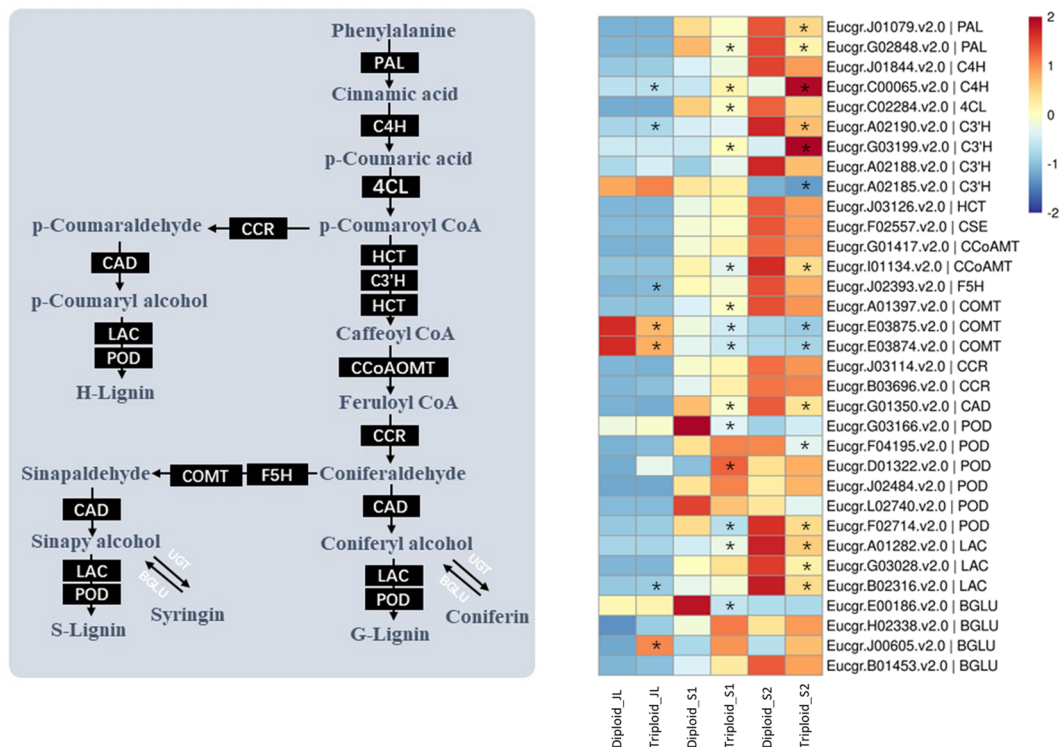 Phenylalanine
PAL
Cinnamic acid
C4H
p-Coumaric acid
4CL
p-Coumaraldehyde
CCR
p-Coumaroyl CoA
CAD
HCT
C3'H
HCT
p-Coumaryl alcohol
LAC
POD
H-Lignin
Caffeoyl CoA
CCoAOMT
Feruloyl CoA
CCR
Sinapaldehyde
COMT
F5H
Coniferaldehyde
CAD
CAD
Sinapy alcohol
Coniferyl alcohol
LAC
POD
UGT
BGLU
Syringin
S-Lignin
LAC
POD
UGT
BGLU
Coniferin
G-Lignin
Eucgr.J01079.v2.0 | PAL
Eucgr.G02848.v2.0 | PAL
Eucgr.J01844.v2.0 | C4H
Eucgr.C00065.v2.0 | C4H
Eucgr.C02284.v2.0 | 4CL
Eucgr.A02190.v2.0 | C3'H
Eucgr.G03199.v2.0 | C3'H
Eucgr.A02188.v2.0 | C3'H
Eucgr.A02185.v2.0 | C3'H
Eucgr.J03126.v2.0 | HCT
Eucgr.F02557.v2.0 | CSE
Eucgr.G01417.v2.0 | CCoAMT
Eucgr.I01134.v2.0 | CCoAMT
Eucgr.J02393.v2.0 | F5H
Eucgr.A01397.v2.0 | COMT
Eucgr.E03875.v2.0 | COMT
Eucgr.E03874.v2.0 | COMT
Eucgr.J03114.v2.0 | CCR
Eucgr.B03696.v2.0 | CCR
Eucgr.G01350.v2.0 | CAD
Eucgr.G03166.v2.0 | POD
Eucgr.F04195.v2.0 | POD
Eucgr.D01322.v2.0 | POD
Eucgr.J02484.v2.0 | POD
Eucgr.L02740.v2.0 | POD
Eucgr.F02714.v2.0 | POD
Eucgr.A01282.v2.0 | LAC
Eucgr.G03028.v2.0 | LAC
Eucgr.B02316.v2.0 | LAC
Eucgr.E00186.v2.0 | BGLU
Eucgr.H02338.v2.0 | BGLU
Eucgr.J00605.v2.0 | BGLU
Eucgr.B01453.v2.0 | BGLU
Diploid_JL
Triploid_JL
Diploid_S1
Triploid_S1
Diploid_S2
Triploid_S2
2
1
0
-1
-2